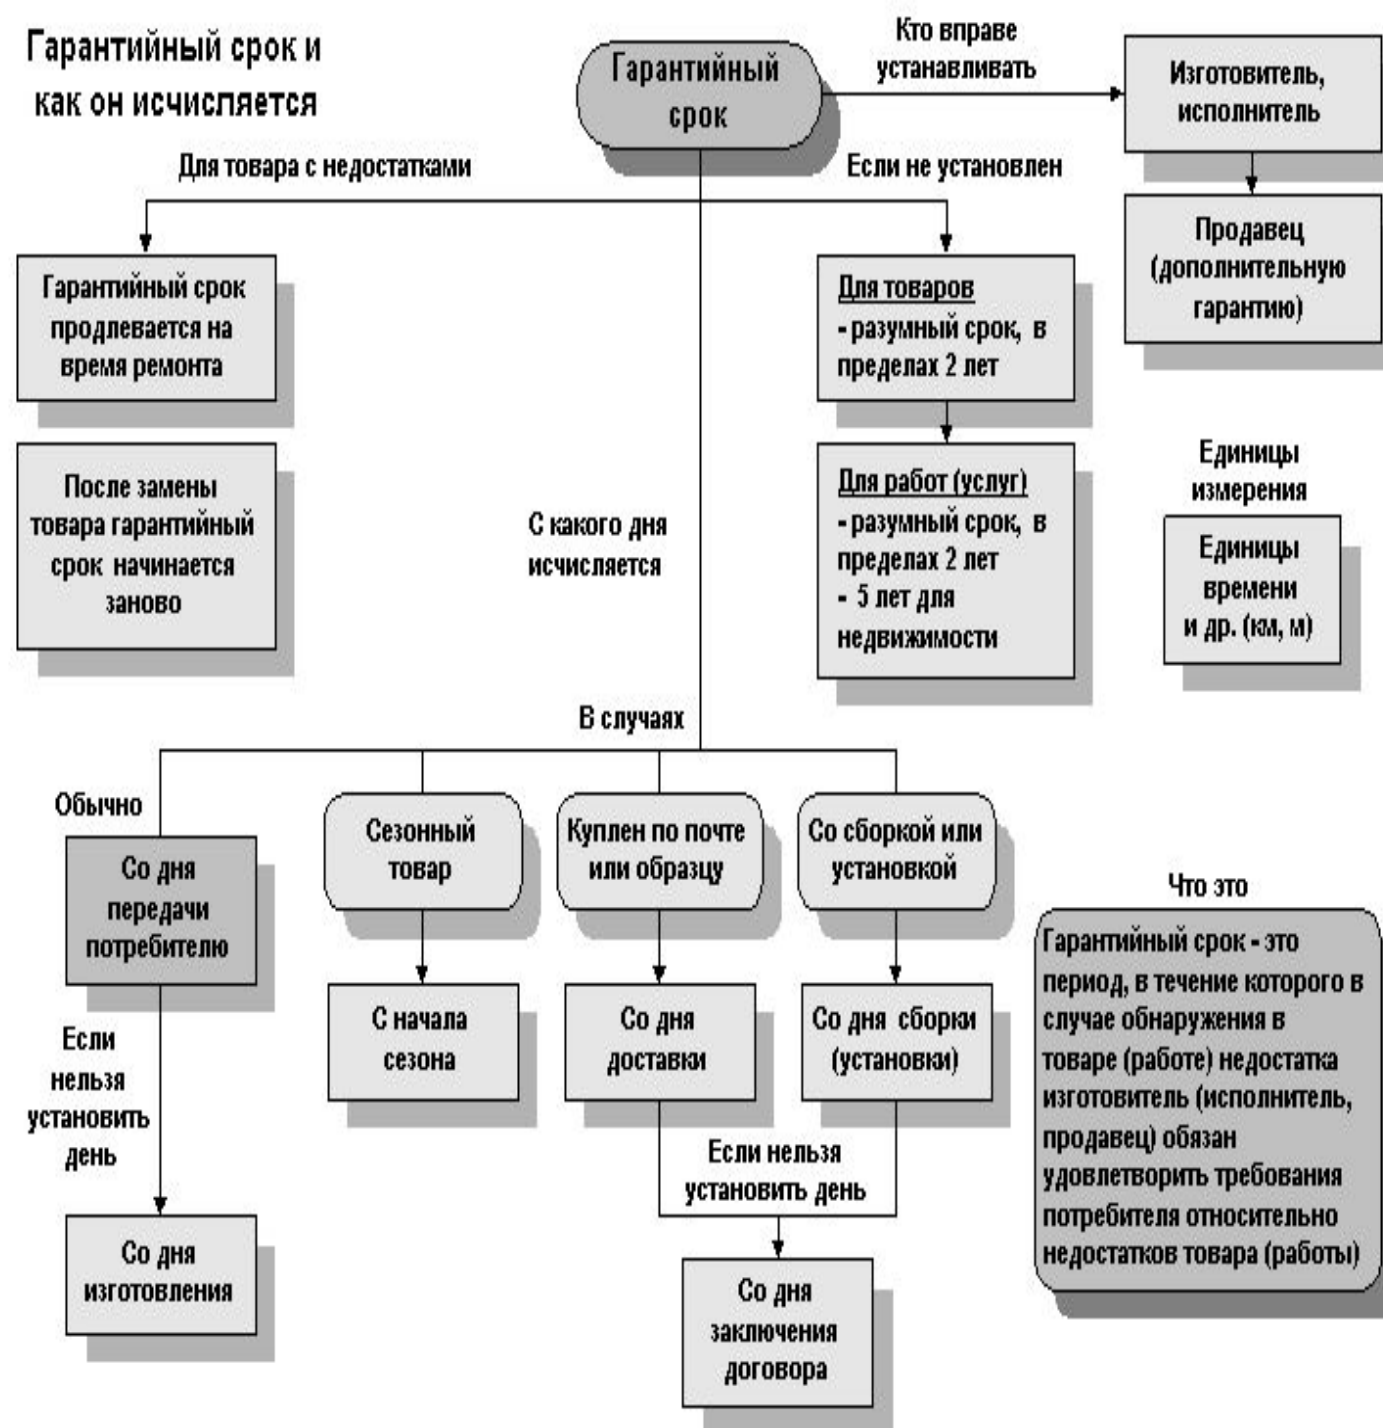 Гарантийный срок и
как он исчисляется
Гарантийный
срок
Кто вправе
устанавливать
Изготовитель,
исполнитель
Продавец
(дополнительную
гарантию)
Для товара с недостатками
Если не установлен
Гарантийный срок
продлевается на
время ремонта
После замены
товара гарантийный
срок начинается
заново
Для товаров
- разумный срок, в
пределах 2 лет
Для работ (услуг)
- разумный срок, в
пределах 2 лет
- 5 лет для
недвижимости
Единицы
измерения
Единицы
времени
и др. (км, м)
С какого дня
исчисляется
В случаях
Обычно
Со дня
передачи
потребителю
Если
нельзя
установить
день
Со дня
изготовления
Сезонный
товар
С начала
сезона
Куплен по почте
или образцу
Со дня
доставки
Со сборкой или
установкой
Со дня сборки
(установки)
Если нельзя
установить день
Со дня
заключения
договора
Что это
Гарантийный срок - это
период, в течение которого в
случае обнаружения в
товаре (работе) недостатка
изготовитель (исполнитель,
продавец) обязан
удовлетворить требования
потребителя относительно
недостатков товара (работы)